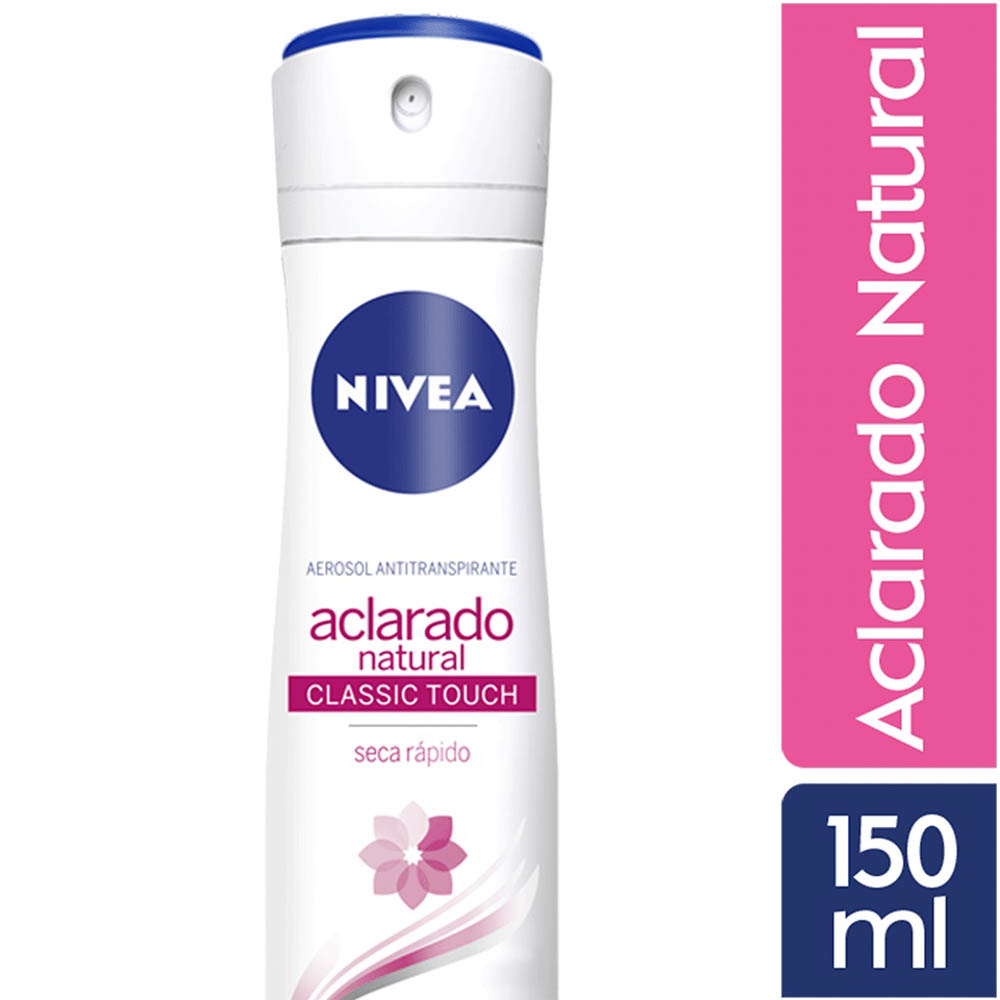 NIVEA
AEROSOL ANTITRANSPIRANTE
aclarado
natural
CLASSIC TOUCH
seca rápido
Aclarado Natural
150
ml